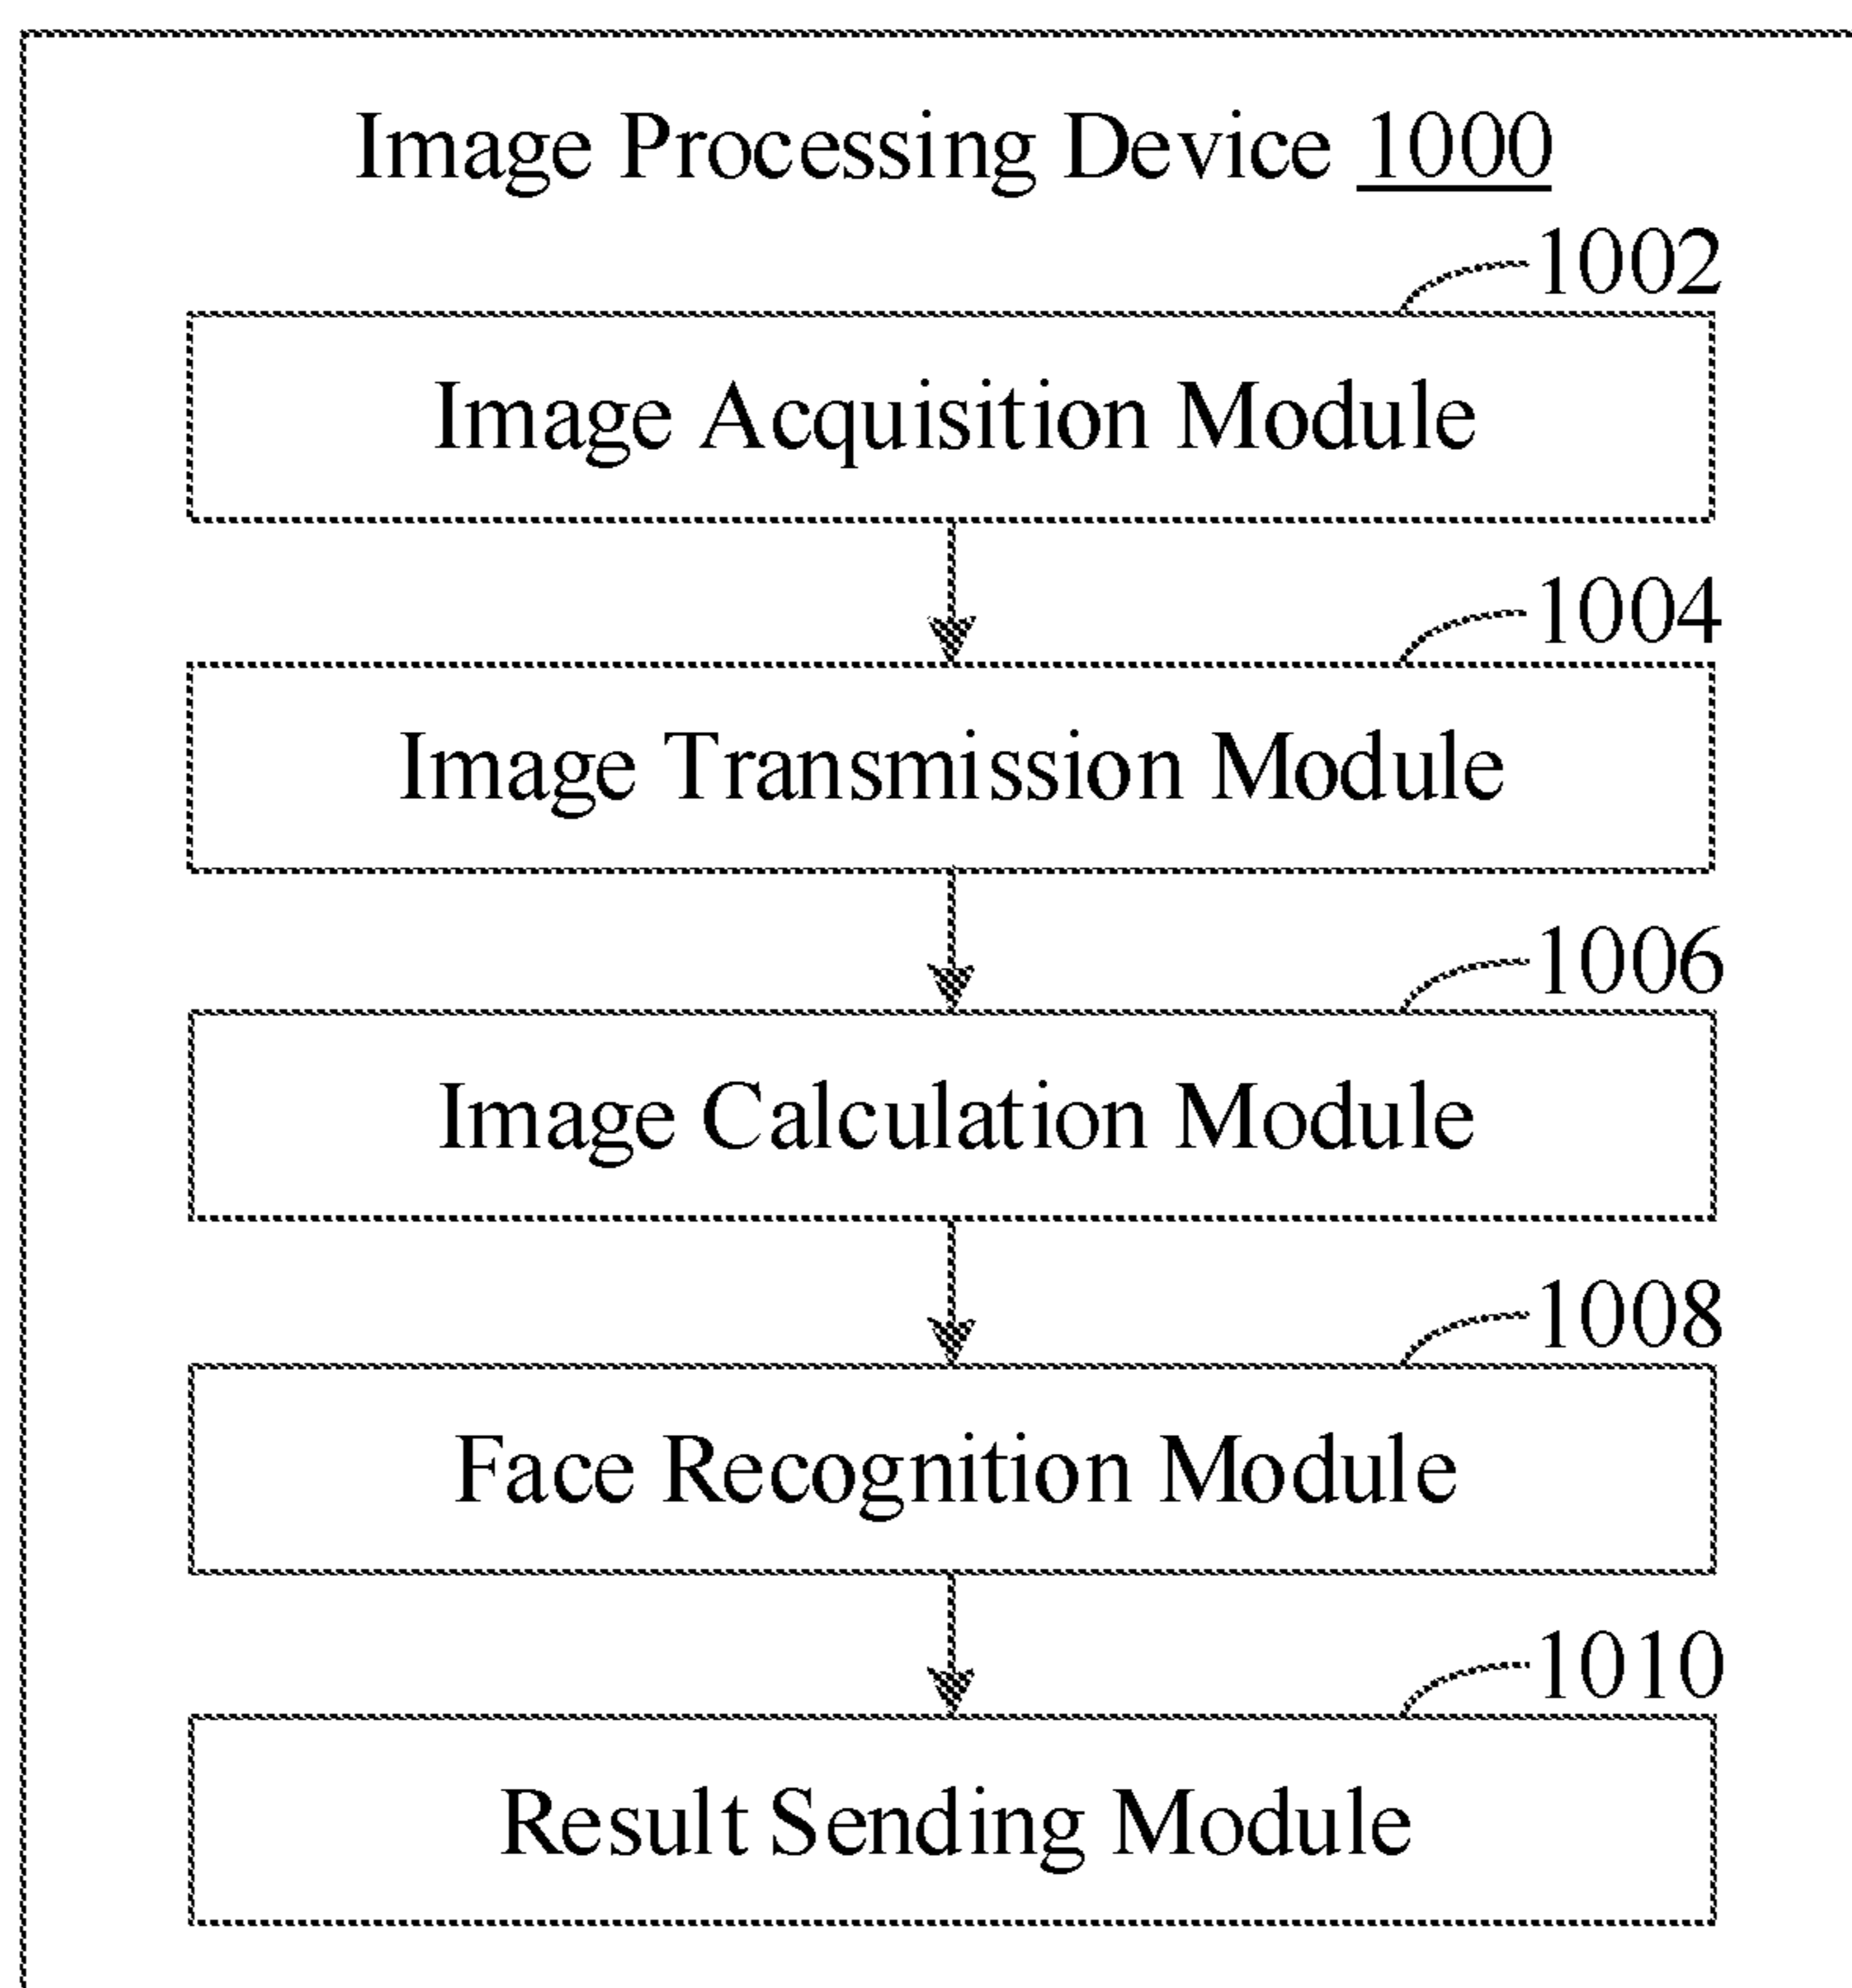 Image Processing Device 1000
1002
Image Acquisition Module
1004
Image Transmission Module
1006
Image Calculation Module
1008
Face Recognition Module
1010
Result Sending Module